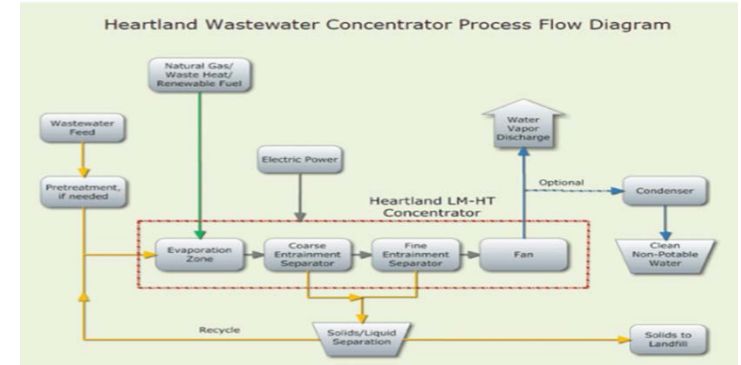 Heartland Wastewater Concentrator Process Flow Diagram
Natural Gas/
Waste Heat/
Renewable Fuel
Wastewater
Feed
Water
Vapor
Discharge
Electric Power
Pretreatment,
if needed
Optional
Condenser
Heartland LM-HT
Concentrator
Evaporation
Zone
Coarse
Entrainment
Separator
Fine
Entrainment
Separator
Fan
Clean
Non-Potable
Water
Recycle
Solids/Liquid
Separation
Solids to
Landfill